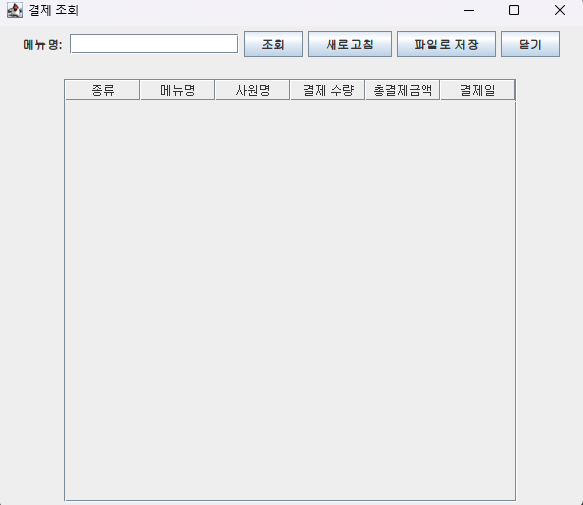 결제 조회
메뉴명: 조회 새로고침 파일로 저장 닫기
종류 메뉴명 사원명 결제 수량 총결제금액 결제일